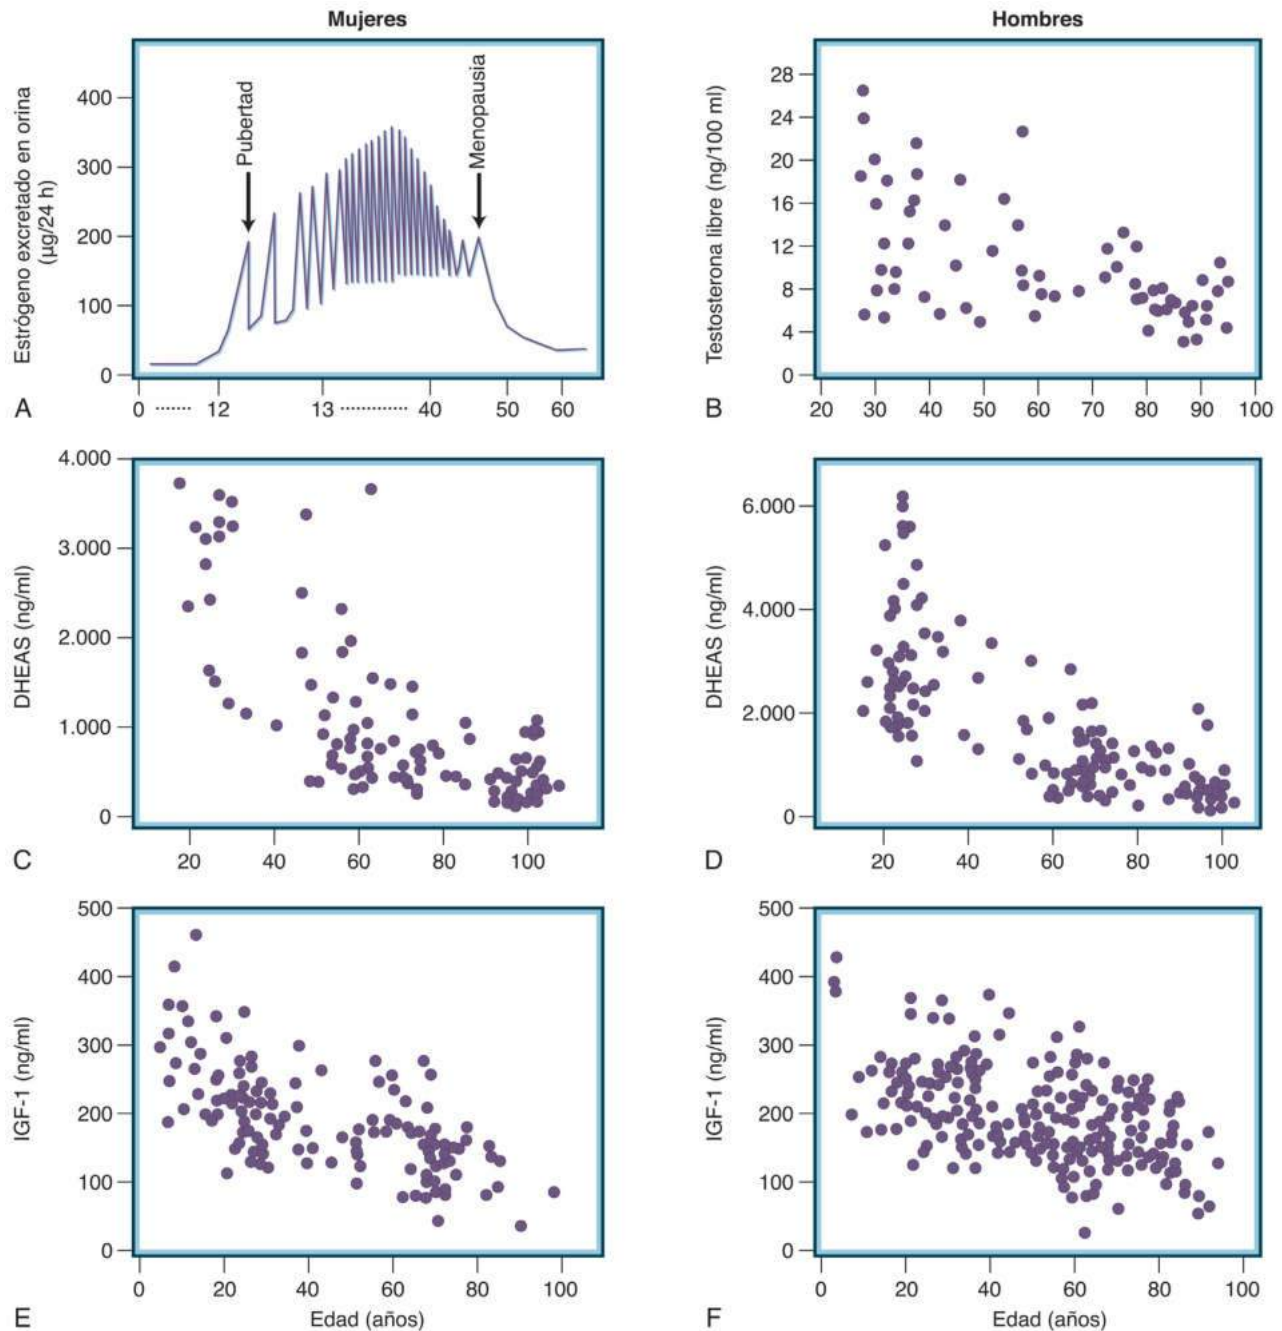 Mujeres
Estrógeno excretado en orina
(µg/24 h)
400
300
200
100
0
Pubertad
Menopausia
0 ........ 12 13 ............ 40 50 60
A
Hombres
Testosterona libre (ng/100 ml)
28
24
20
16
12
8
4
0
20 30 40 50 60 70 80 90 100
B
DHEAS (ng/ml)
4.000
3.000
2.000
1.000
0
20 40 60 80 100
C
DHEAS (ng/ml)
6.000
4.000
2.000
0
20 40 60 80 100
D
IGF-1 (ng/ml)
500
400
300
200
100
0
0 20 40 60 80 100
Edad (años)
E
IGF-1 (ng/ml)
500
400
300
200
100
0
0 20 40 60 80 100
Edad (años)
F